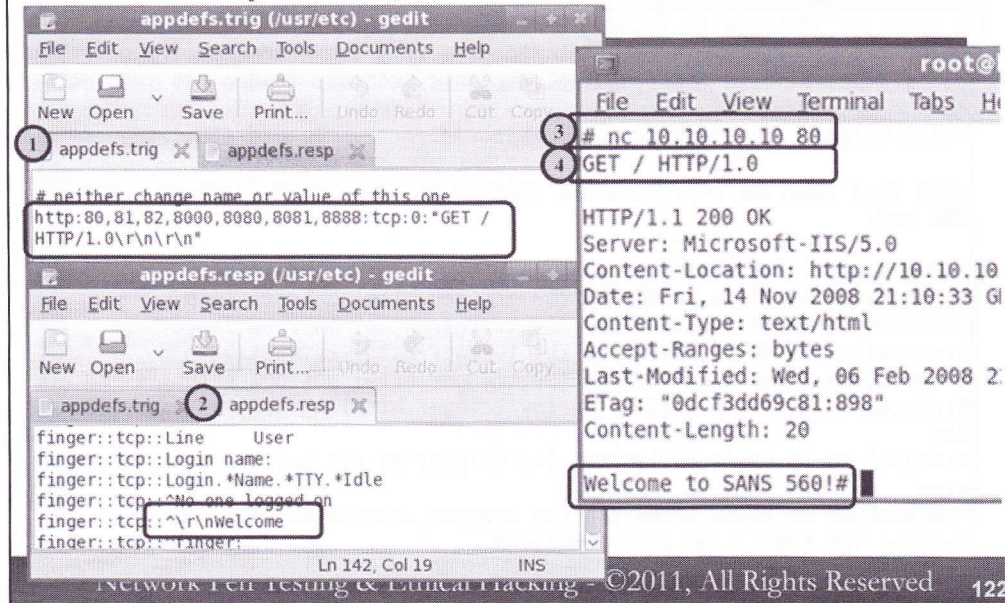 appdefs.trig (/usr/etc) - gedit
File Edit View Search Tools Documents Help
New Open Save Print... Undo Redo Cut Copy
1 appdefs.trig appdefs.resp
# neither change name or value of this one
http:80,81,82,8000,8080,8081,8888:tcp:0:"GET /
HTTP/1.0\r\n\r\n"
appdefs.resp (/usr/etc) - gedit
File Edit View Search Tools Documents Help
New Open Save Print... Undo Redo Cut Copy
appdefs.trig 2 appdefs.resp
finger::tcp::Line User
finger::tcp::Login name:
finger::tcp::Login.*Name.*TTY.*Idle
finger::tcp::^No one logged on
finger::tcp::^\r\nWelcome
finger::tcp::^finger:
Ln 142, Col 19 INS
root@
File Edit View Terminal Tabs
3 # nc 10.10.10.10 80
4 GET / HTTP/1.0
HTTP/1.1 200 OK
Server: Microsoft-IIS/5.0
Content-Location: http://10.10.10
Date: Fri, 14 Nov 2008 21:10:33
Content-Type: text/html
Accept-Ranges: bytes
Last-Modified: Wed, 06 Feb 2008
ETag: "0dcf3dd69c81:898"
Content-Length: 20
Welcome to SANS 560!#
Network Pen Testing & Ethical Hacking - ©2011, All Rights Reserved 122